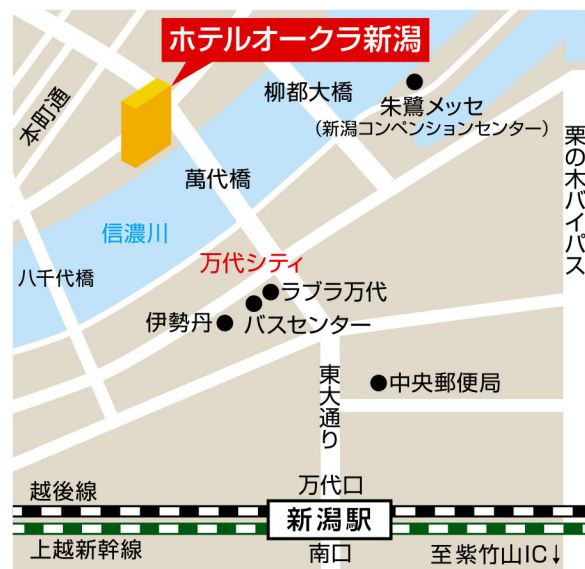 ホテルオークラ新潟
本町通
柳都大橋
朱鷺メッセ
（新潟コンベンションセンター）
栗の木バイパス
萬代橋
信濃川
万代シティ
八千代橋
ラブラ万代
バスセンター
伊勢丹
東大通り
中央郵便局
万代口
越後線
新潟駅
上越新幹線
南口
至紫竹山IC↓